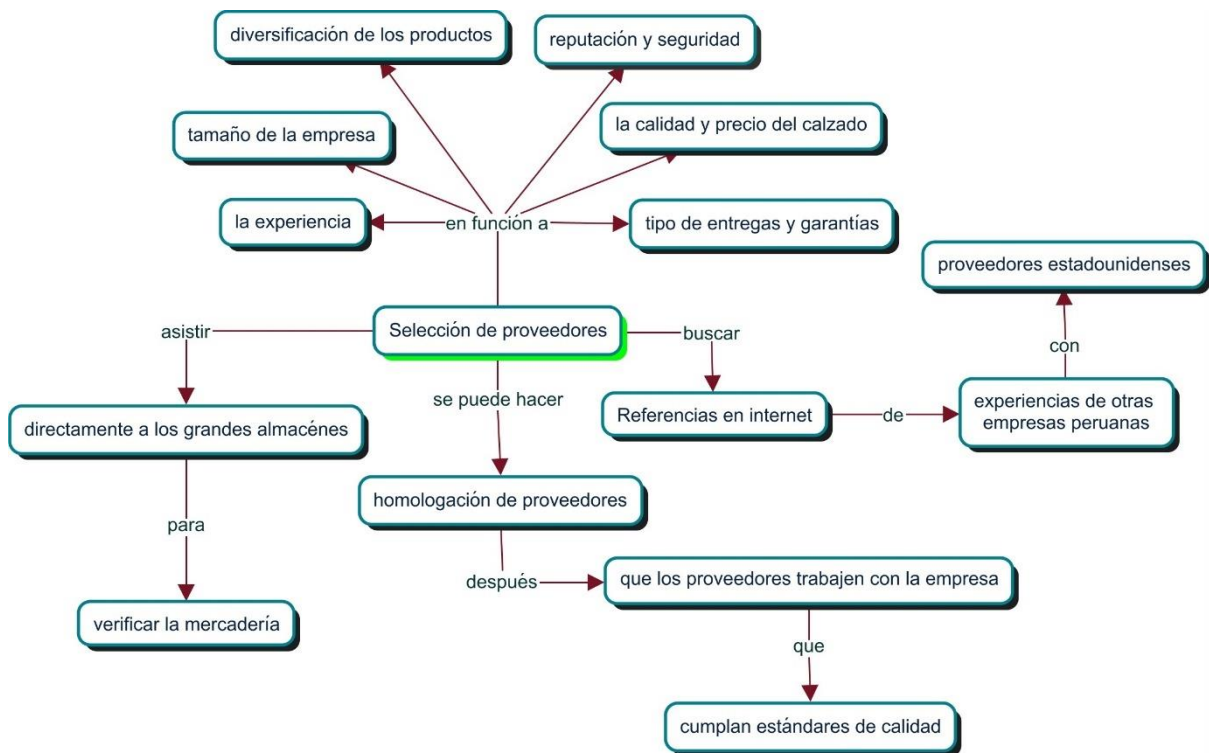 diversificación de los productos
reputación y seguridad
tamaño de la empresa
la calidad y precio del calzado
la experiencia
en función a
tipo de entregas y garantías
proveedores estadounidenses
Selección de proveedores
asistir
buscar
con
se puede hacer
directamente a los grandes almacénes
Referencias en internet
de
experiencias de otras
empresas peruanas
homologación de proveedores
para
después
que los proveedores trabajen con la empresa
verificar la mercadería
que
cumplan estándares de calidad